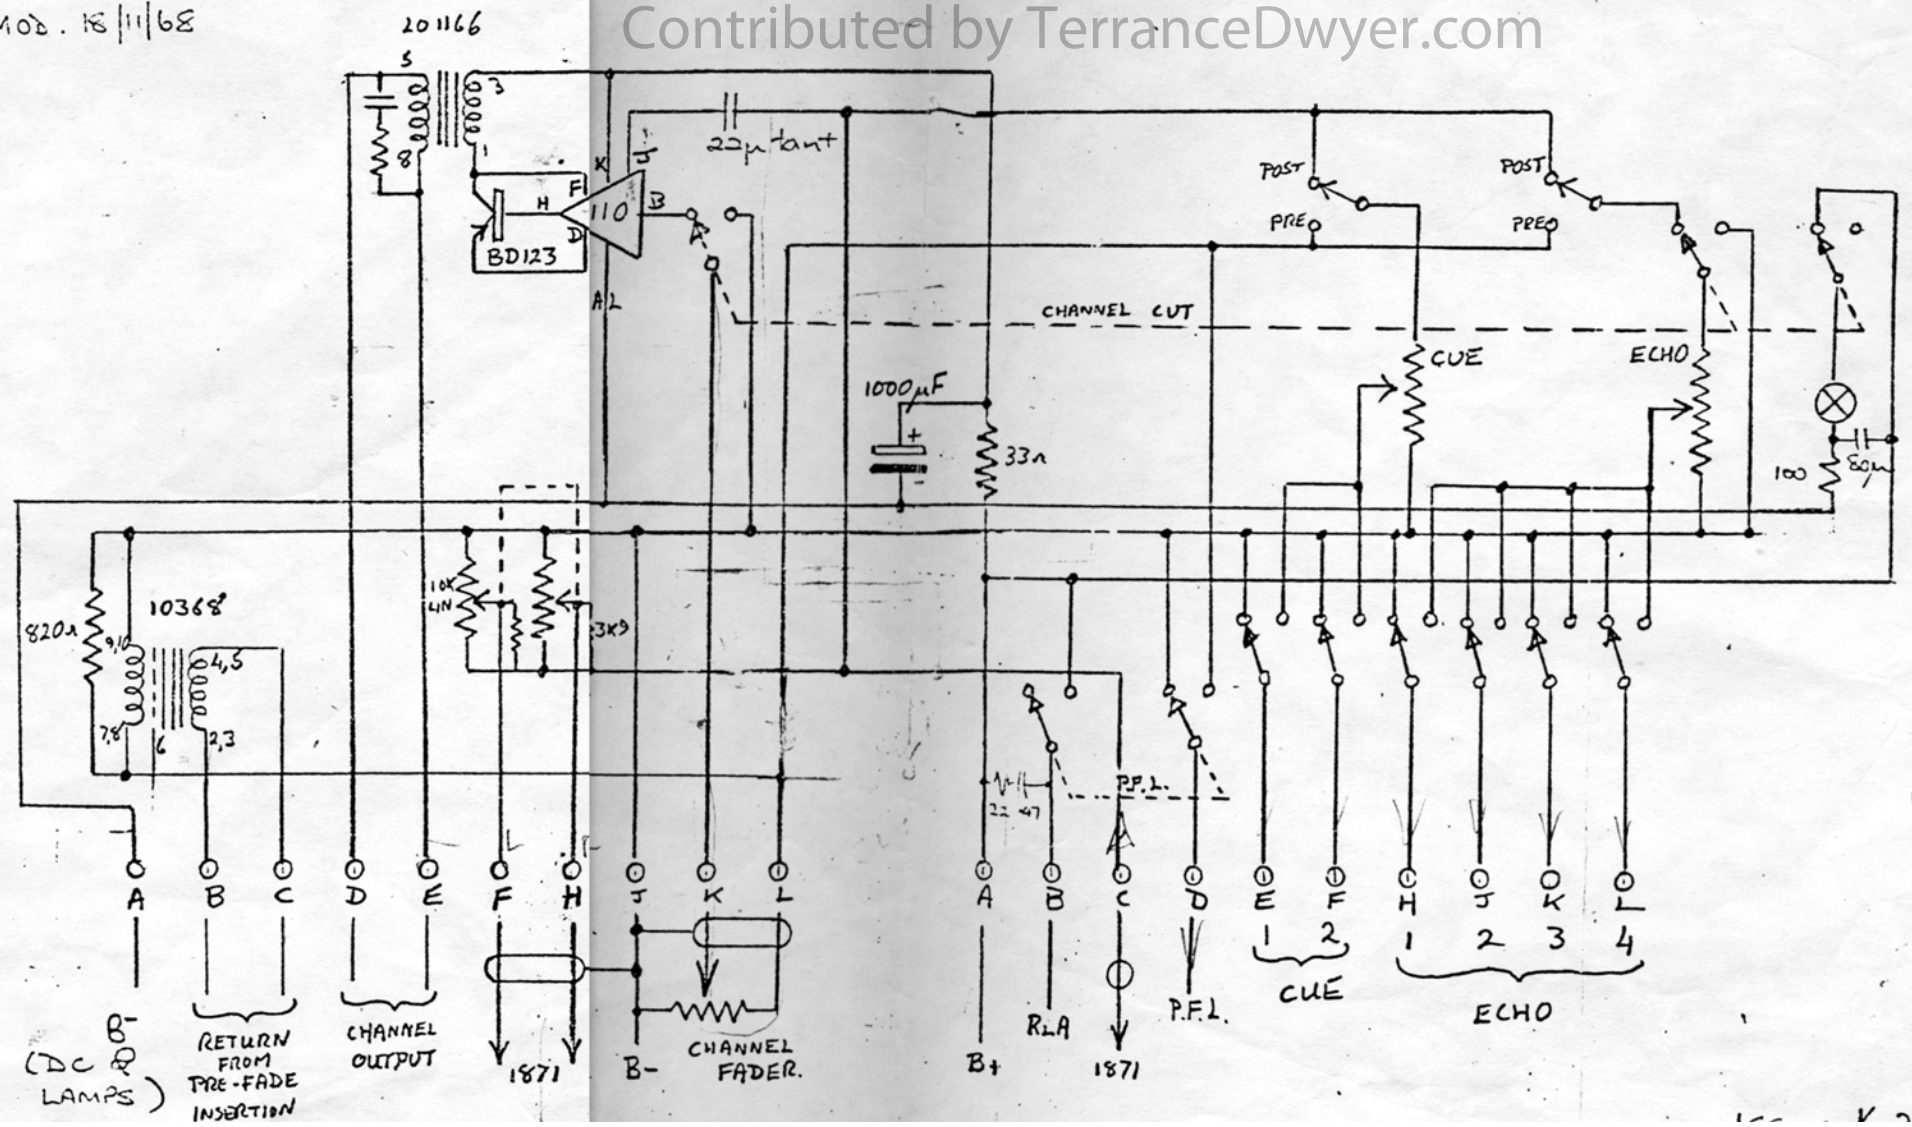 MOD. 18/11/68
201166
Contributed by TerranceDwyer.com
5
3
8
1
22µ tant
K
J
F
110
B
H
D
BD123
A
L
POST
PRE
POST
PRE
CHANNEL CUT
CUE
ECHO
1000µF
+
-
33Ω
100
80µ
10K
LIN
3K9
820Ω
10368
9,10
4,5
7,8
6
2,3
P.F.L.
22
47
A
B
C
D
E
F
H
J
K
L
A
B
C
D
E
F
H
J
K
L
1
2
1
2
3
4
CUE
ECHO
B-
(DC &
LAMPS)
RETURN
FROM
PRE-FADE
INSERTION
CHANNEL
OUTPUT
1871
B-
CHANNEL
FADER.
B+
RLA
1871
P.F.L.